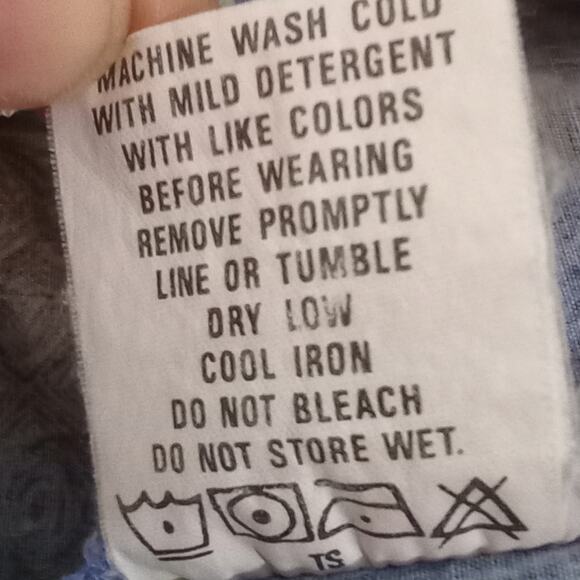 MACHINE WASH COLD
WITH MILD DETERGENT
WITH LIKE COLORS
BEFORE WEARING
REMOVE PROMPTLY
LINE OR TUMBLE
DRY LOW
COOL IRON
DO NOT BLEACH
DO NOT STORE WET.
TS